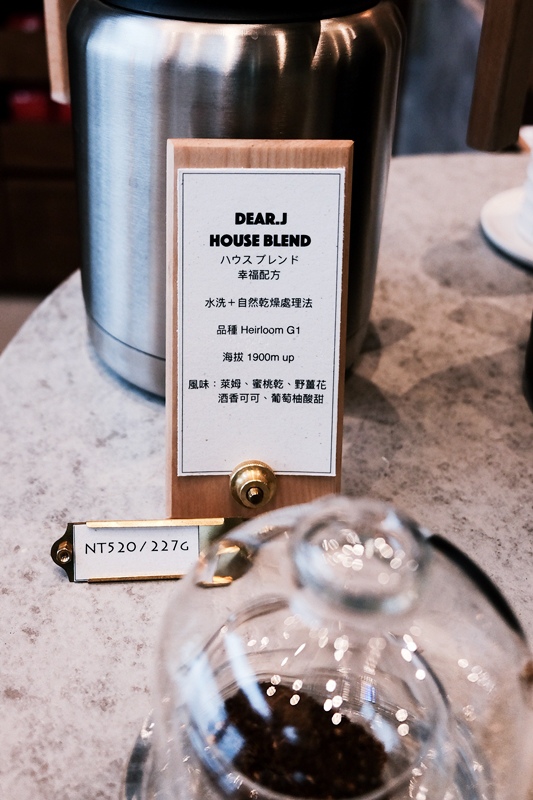 DEAR.J
HOUSE BLEND
ハウス ブレンド
幸福配方
水洗＋自然乾燥處理法
品種 Heirloom G1
海拔 1900m up
風味：萊姆、蜜桃乾、野薑花
酒香可可、葡萄柚酸甜
NT520/227G